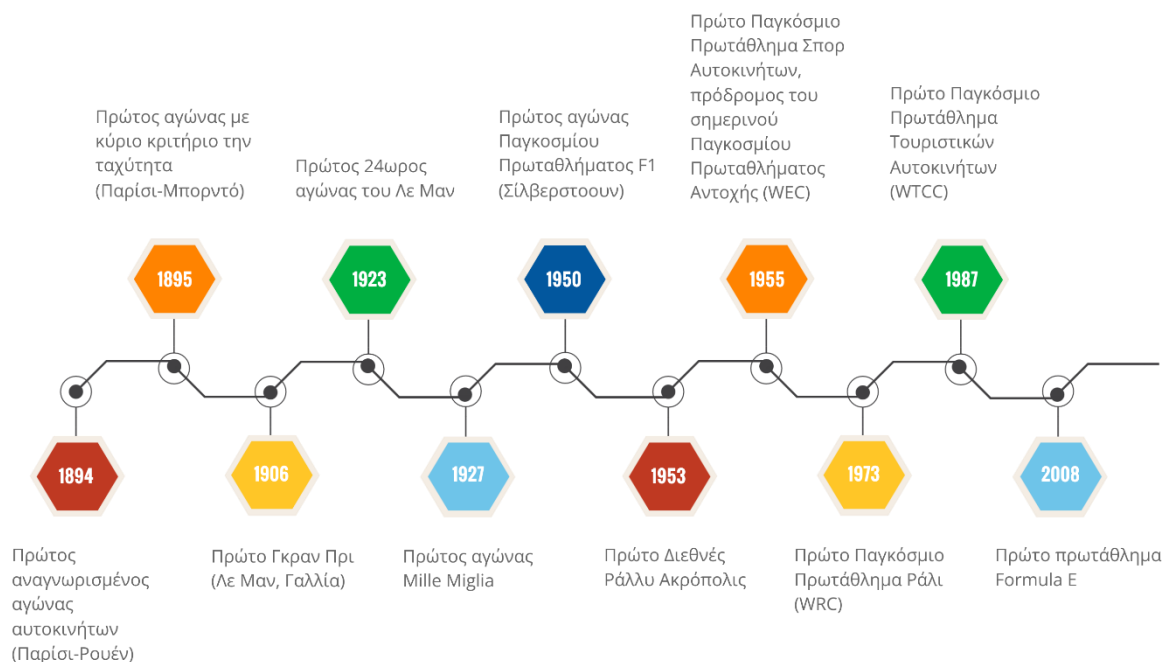 Πρώτος αγώνας με
κύριο κριτήριο την
ταχύτητα
(Παρίσι-Μπορντό)
Πρώτος 24ωρος
αγώνας του Λε Μαν
Πρώτος αγώνας
Παγκοσμίου
Πρωταθλήματος F1
(Σίλβερστοουν)
Πρώτο Παγκόσμιο
Πρωτάθλημα Σπορ
Αυτοκινήτων,
πρόδρομος του
σημερινού
Παγκοσμίου
Πρωταθλήματος
Αντοχής (WEC)
Πρώτο Παγκόσμιο
Πρωτάθλημα
Τουριστικών
Αυτοκινήτων
(WTCC)
1895
1923
1950
1955
1987
1894
1906
1927
1953
1973
2008
Πρώτος
αναγνωρισμένος
αγώνας
αυτοκινήτων
(Παρίσι-Ρουέν)
Πρώτο Γκραν Πρι
(Λε Μαν, Γαλλία)
Πρώτος αγώνας
Mille Miglia
Πρώτο Διεθνές
Ράλλυ Ακρόπολις
Πρώτο Παγκόσμιο
Πρωτάθλημα Ράλι
(WRC)
Πρώτο πρωτάθλημα
Formula E